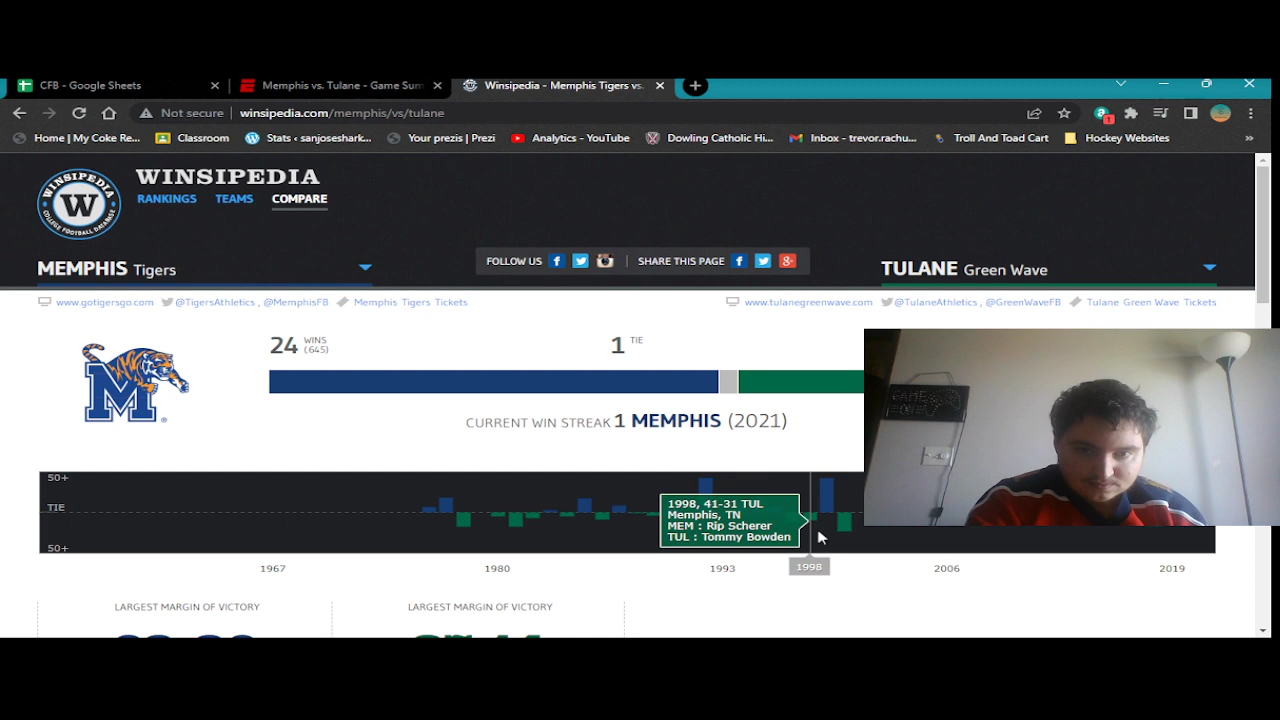 CFB - Google Sheets
Memphis vs. Tulane - Game Sum
Winsipedia - Memphis Tigers vs.
Not secure
winsipedia.com/memphis/vs/tulane
Home | My Coke Re...
Classroom
Stats ‹ sanjoseshark...
Your prezis | Prezi
Analytics - YouTube
Dowling Catholic Hi...
Inbox - trevor.rachu...
Troll And Toad Cart
Hockey Websites
»
WINSIPEDIA
COLLEGE FOOTBALL DATABASE
W
WINSIPEDIA
RANKINGS TEAMS COMPARE
MEMPHIS Tigers
FOLLOW US
SHARE THIS PAGE
TULANE Green Wave
www.gotigersgo.com @TigersAthletics , @MemphisFB Memphis Tigers Tickets
www.tulanegreenwave.com @TulaneAthletics , @GreenWaveFB Tulane Green Wave Tickets
24 WINS (645)
1 TIE
M
CURRENT WIN STREAK 1 MEMPHIS (2021)
50+
TIE
50+
1998, 41-31 TUL
Memphis, TN
MEM : Rip Scherer
TUL : Tommy Bowden
1967 1980 1993 1998 2006 2019
LARGEST MARGIN OF VICTORY
LARGEST MARGIN OF VICTORY